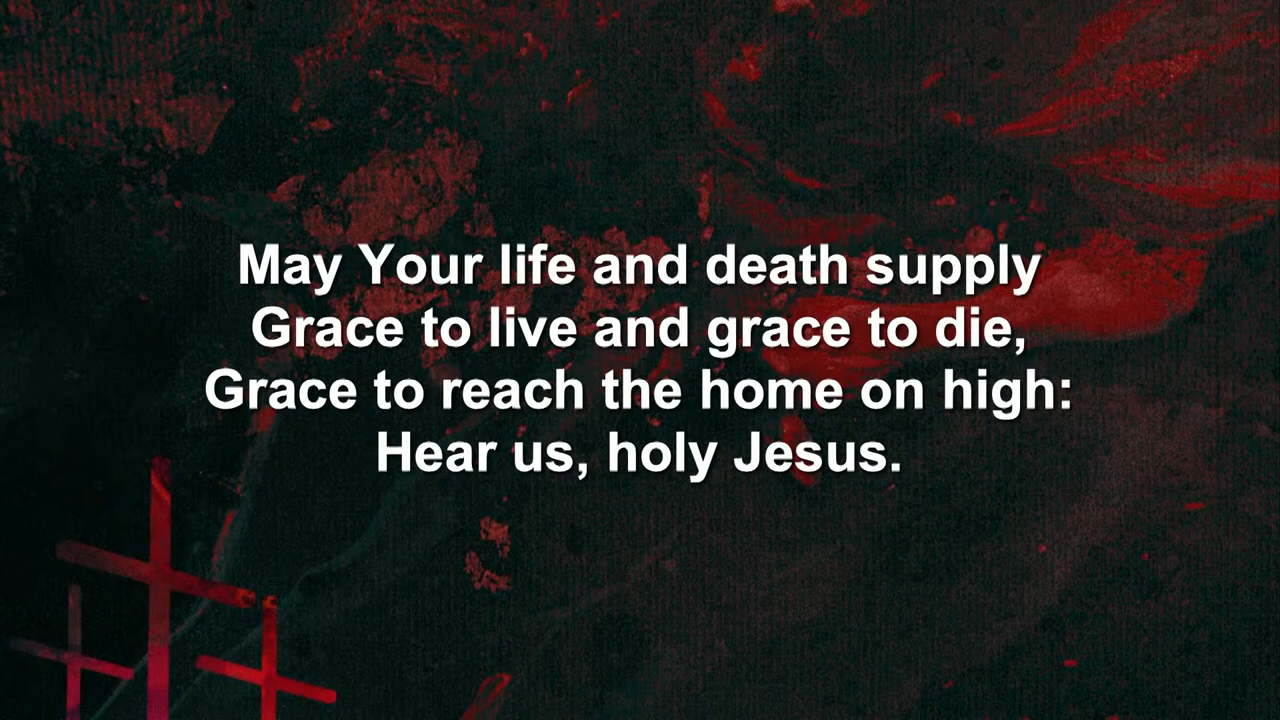 May Your life and death supply
Grace to live and grace to die,
Grace to reach the home on high:
Hear us, holy Jesus.